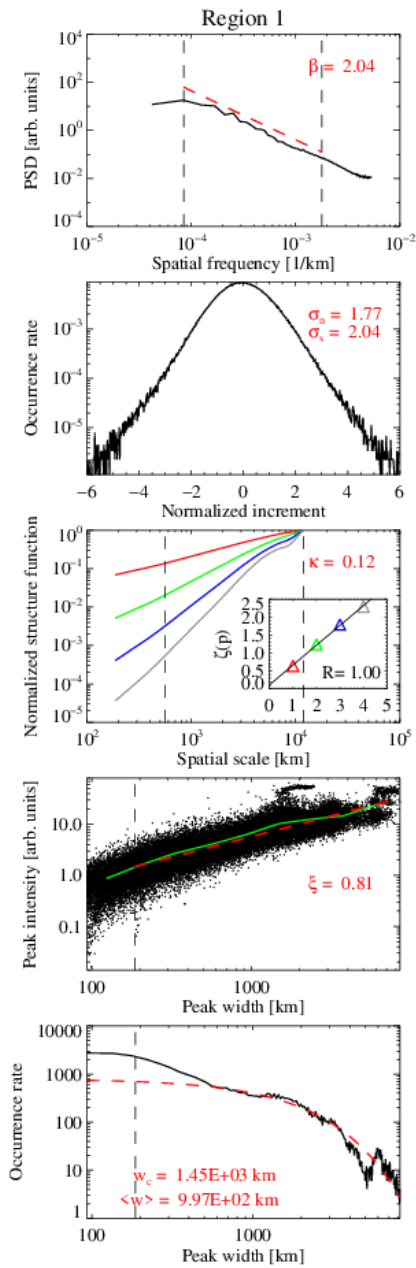 Region 1
PSD [arb. units]
10^4
10^2
10^0
10^-2
10^-4
β = 2.04
10^-5 10^-4 10^-3 10^-2
Spatial frequency [1/km]
Occurrence rate
10^-3
10^-4
10^-5
σ_n = 1.77
σ_s = 2.04
-6 -4 -2 0 2 4 6
Normalized increment
Normalized structure function
10^0
10^-1
10^-2
10^-3
10^-4
10^-5
κ = 0.12
ζ(p)
2.5
2.0
1.5
1.0
0.5
0.0
R= 1.00
0 1 2 3 4 5
10^2 10^3 10^4 10^5
Spatial scale [km]
Peak intensity [arb. units]
10.0
1.0
0.1
ξ = 0.81
100 1000
Peak width [km]
Occurrence rate
10000
1000
100
10
1
w_c = 1.45E+03 km
<w> = 9.97E+02 km
100 1000
Peak width [km]